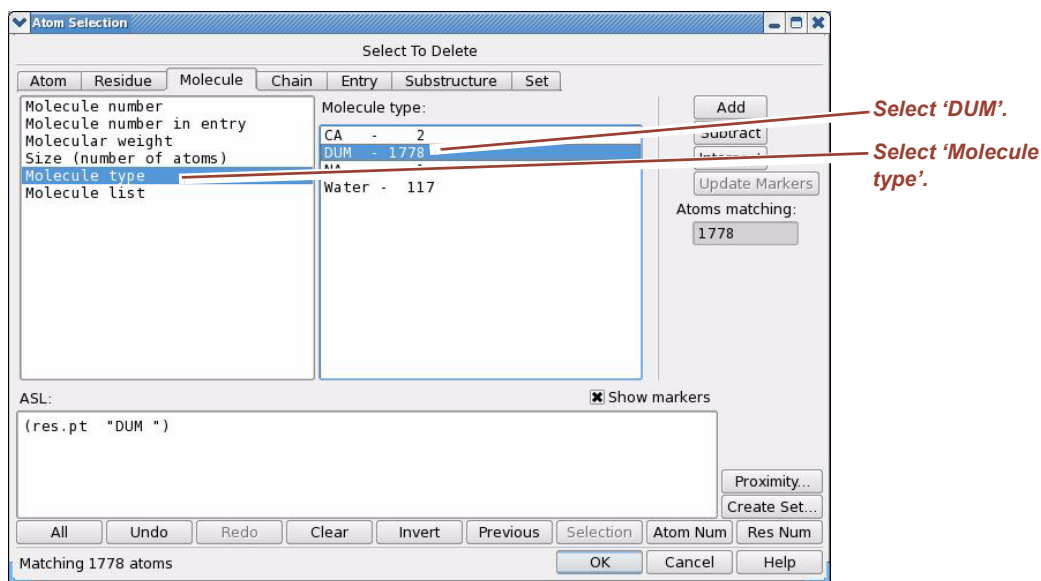 Atom Selection
Select To Delete
Atom Residue Molecule Chain Entry Substructure Set
Molecule number
Molecule number in entry
Molecular weight
Size (number of atoms)
Molecule type
Molecule list
Molecule type:
CA - 2
DUM - 1778
NA
Water - 117
Add
Subtract
Intersect
Update Markers
Atoms matching:
1778
Select ‘DUM’.
Select ‘Molecule
type’.
ASL:
Show markers
(res.pt "DUM ")
Proximity...
Create Set...
All Undo Redo Clear Invert Previous Selection Atom Num Res Num
Matching 1778 atoms
OK Cancel Help